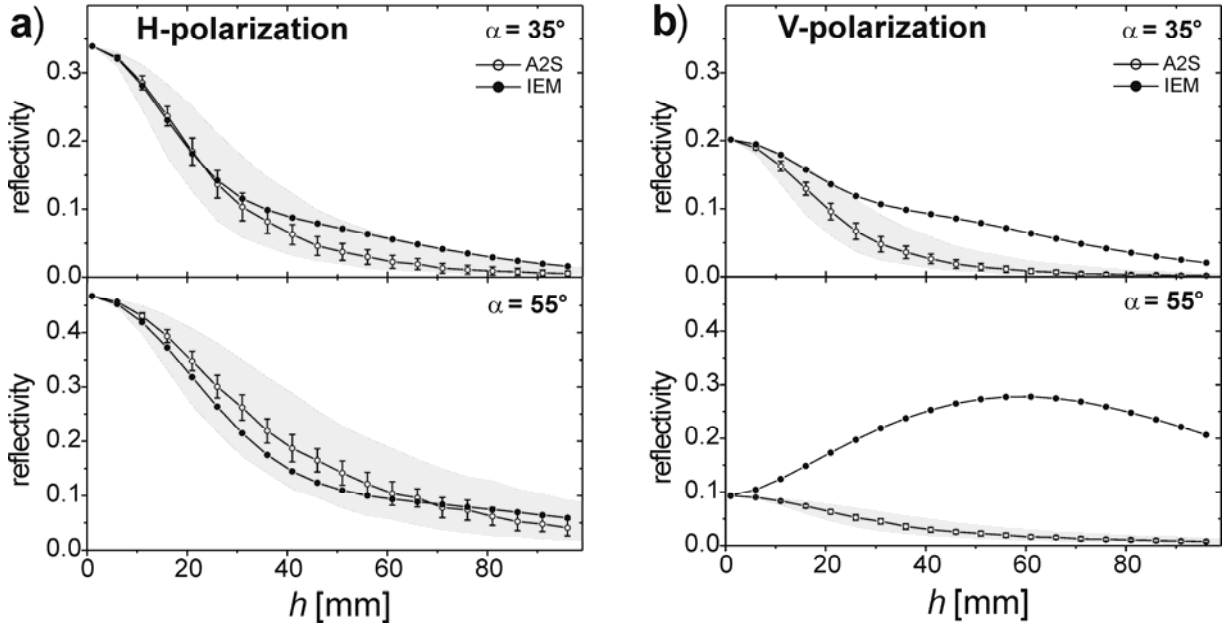 a) H-polarization
α = 35°
A2S
IEM
0.3
0.2
0.1
0.0
reflectivity
α = 55°
0.4
0.3
0.2
0.1
0.0
reflectivity
0 20 40 60 80
h [mm]
b) V-polarization
α = 35°
A2S
IEM
0.3
0.2
0.1
0.0
reflectivity
α = 55°
0.4
0.3
0.2
0.1
0.0
reflectivity
0 20 40 60 80
h [mm]